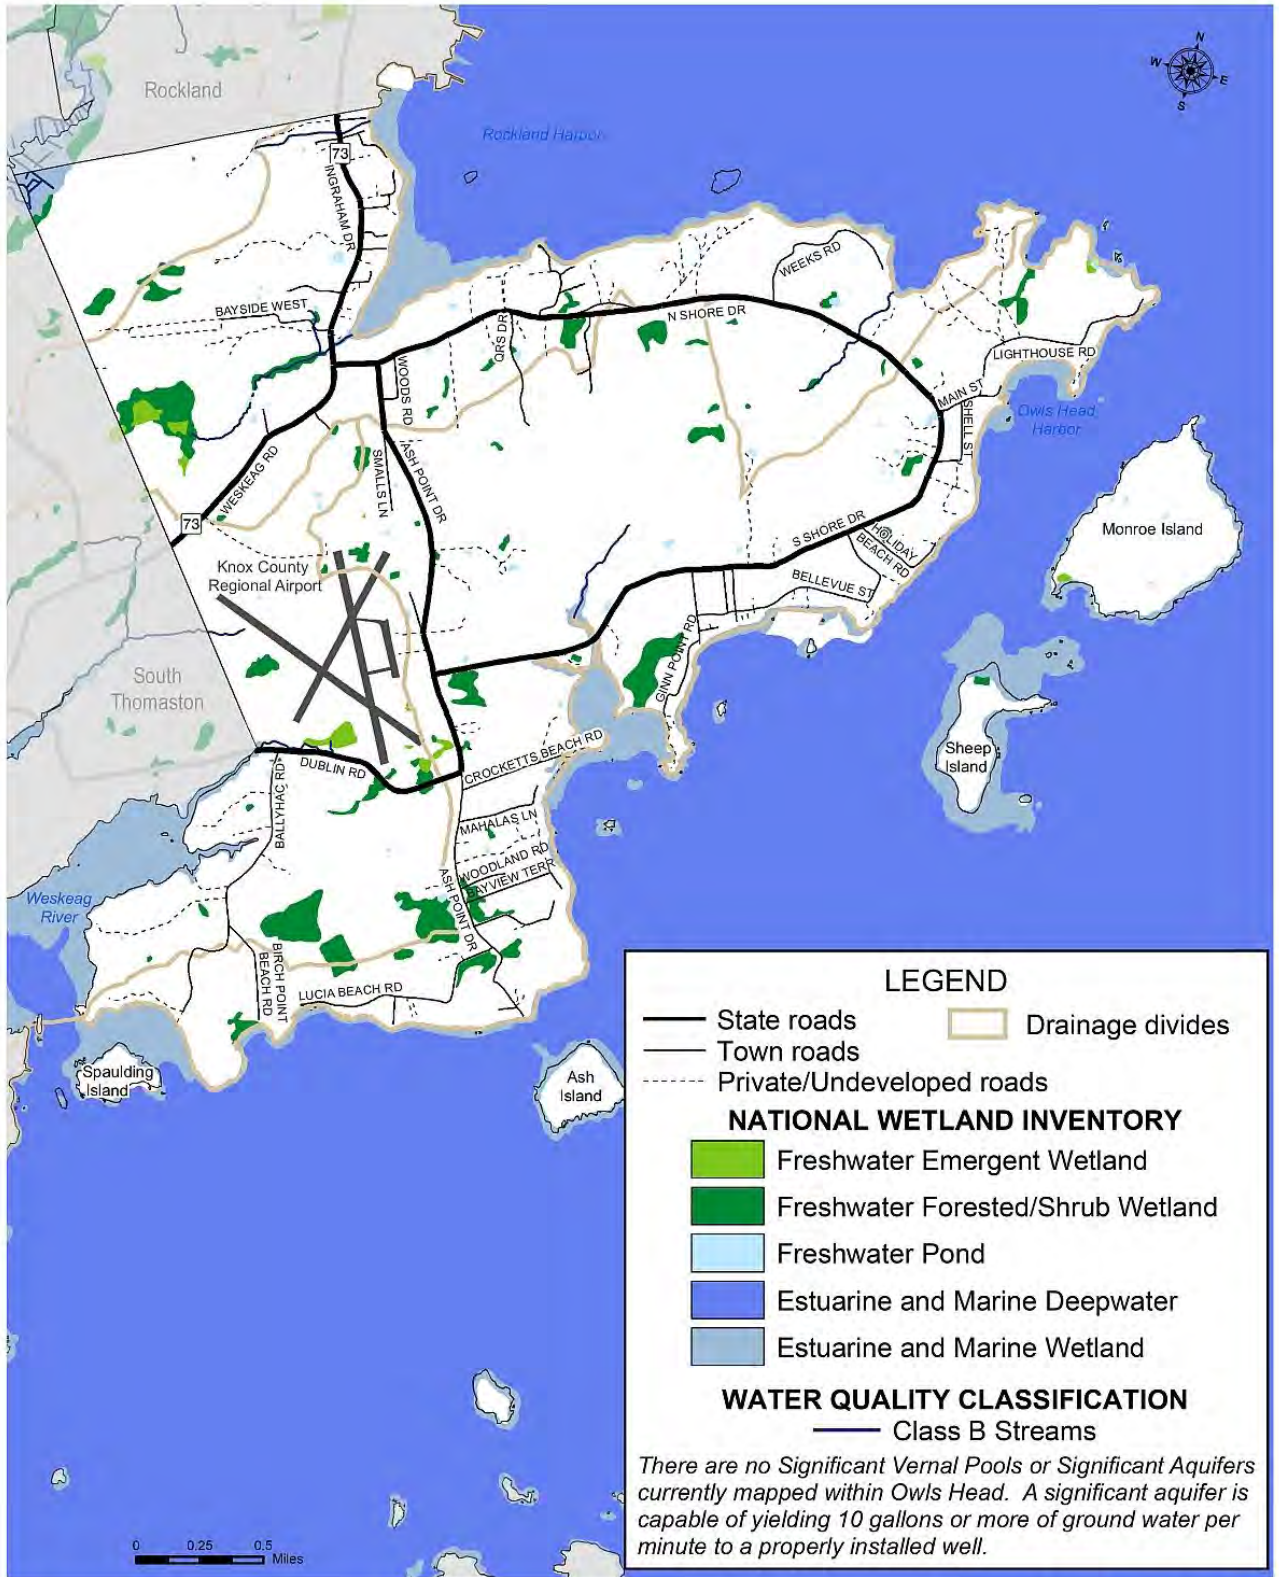 N
W
E
S
Rockland
Rockland Harbor
73
INGRAHAM DR
WEEKS RD
BAYSIDE WEST
N SHORE DR
QRS DR
LIGHTHOUSE RD
WOODS RD
MAIN ST
SHELL ST
Owls Head
Harbor
WESKEAG RD
SMALLS LN
ASH POINT DR
73
S SHORE DR
HOLIDAY
BEACH RD
Monroe Island
Knox County
Regional Airport
BELLEVUE ST
GINN POINT RD
South
Thomaston
CROCKETTS BEACH RD
Sheep
Island
DUBLIN RD
BALLYHAC RD
MAHALAS LN
WOODLAND RD
BAYVIEW TERR
Weskeag
River
ASH POINT DR
BIRCH POINT
BEACH RD
LUCIA BEACH RD
Spaulding
Island
Ash
Island
LEGEND
State roads
Drainage divides
Town roads
Private/Undeveloped roads
NATIONAL WETLAND INVENTORY
Freshwater Emergent Wetland
Freshwater Forested/Shrub Wetland
Freshwater Pond
Estuarine and Marine Deepwater
Estuarine and Marine Wetland
WATER QUALITY CLASSIFICATION
Class B Streams
There are no Significant Vernal Pools or Significant Aquifers
currently mapped within Owls Head. A significant aquifer is
capable of yielding 10 gallons or more of ground water per
minute to a properly installed well.
0 0.25 0.5
Miles